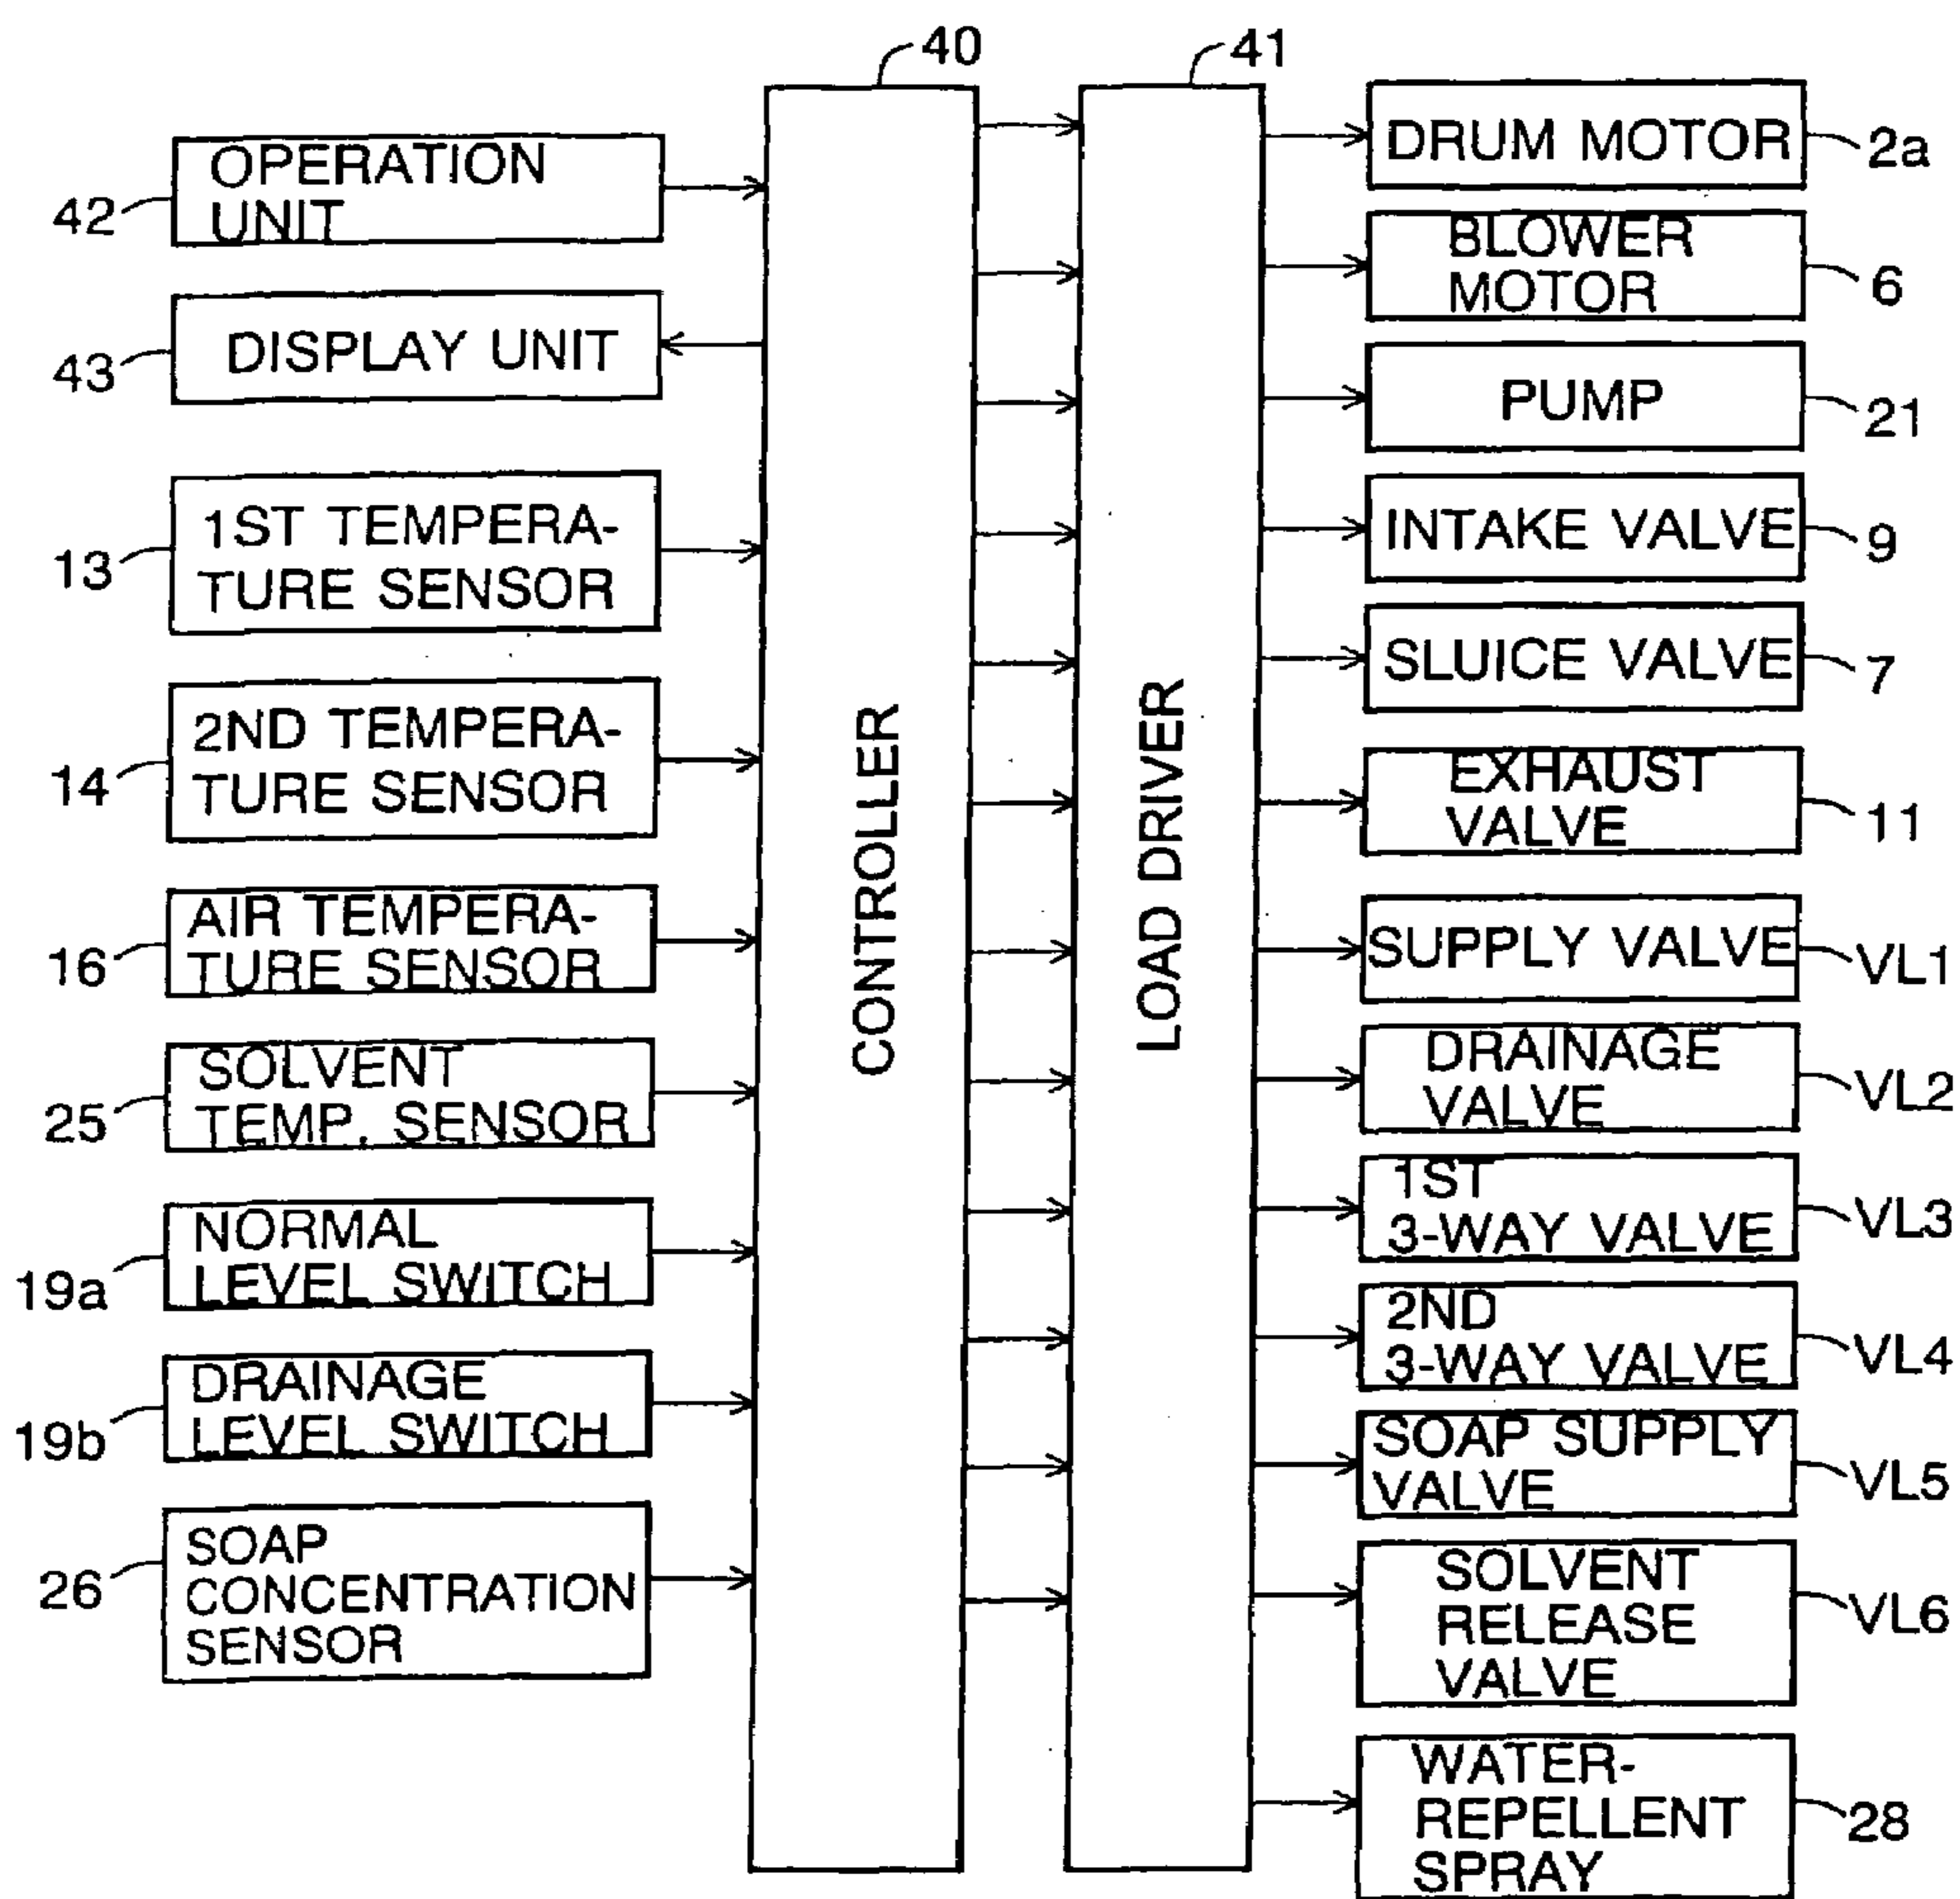 40
41
OPERATION
UNIT
42
DISPLAY UNIT
43
1ST TEMPERA-
TURE SENSOR
13
2ND TEMPERA-
TURE SENSOR
14
AIR TEMPERA-
TURE SENSOR
16
SOLVENT
TEMP. SENSOR
25
NORMAL
LEVEL SWITCH
19a
DRAINAGE
LEVEL SWITCH
19b
SOAP
CONCENTRATION
SENSOR
26
CONTROLLER
LOAD DRIVER
DRUM MOTOR
2a
BLOWER
MOTOR
6
PUMP
21
INTAKE VALVE
9
SLUICE VALVE
7
EXHAUST
VALVE
11
SUPPLY VALVE
VL1
DRAINAGE
VALVE
VL2
1ST
3-WAY VALVE
VL3
2ND
3-WAY VALVE
VL4
SOAP SUPPLY
VALVE
VL5
SOLVENT
RELEASE
VALVE
VL6
WATER-
REPELLENT
SPRAY
28